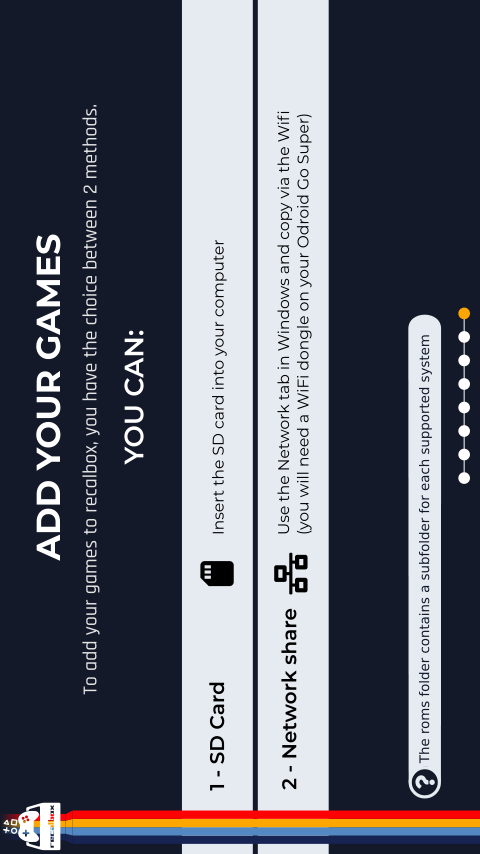 ADD YOUR GAMES
To add your games to recalbox, you have the choice between 2 methods.
YOU CAN:
1 - SD Card
Insert the SD card into your computer
2 - Network share
Use the Network tab in Windows and copy via the Wifi
(you will need a WiFi dongle on your Odroid Go Super)
? The roms folder contains a subfolder for each supported system
recalbox